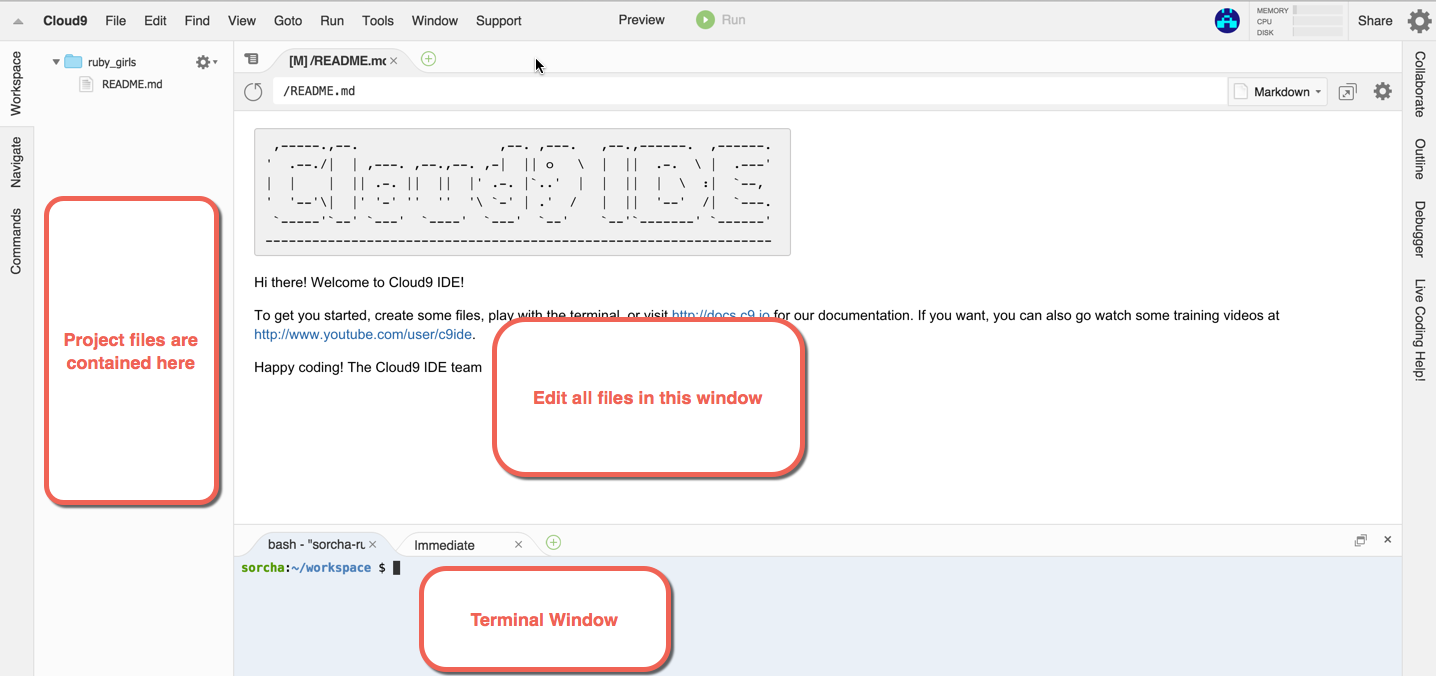 Cloud9 File Edit Find View Goto Run Tools Window Support Preview Run MEMORY Share
CPU
DISK
Workspace
Navigate
Commands
ruby_girls
README.md
[M] /README.mc
/README.md Markdown
Cloud9 IDE
Hi there! Welcome to Cloud9 IDE!
To get you started, create some files, play with the terminal, or visit http://docs.c9.io for our documentation. If you want, you can also go watch some training videos at
http://www.youtube.com/user/c9ide.
Happy coding! The Cloud9 IDE team
Project files are
contained here
Edit all files in this window
bash - "sorcha-ru Immediate
sorcha:~/workspace $
Terminal Window
Collaborate
Outline
Debugger
Live Coding Help!